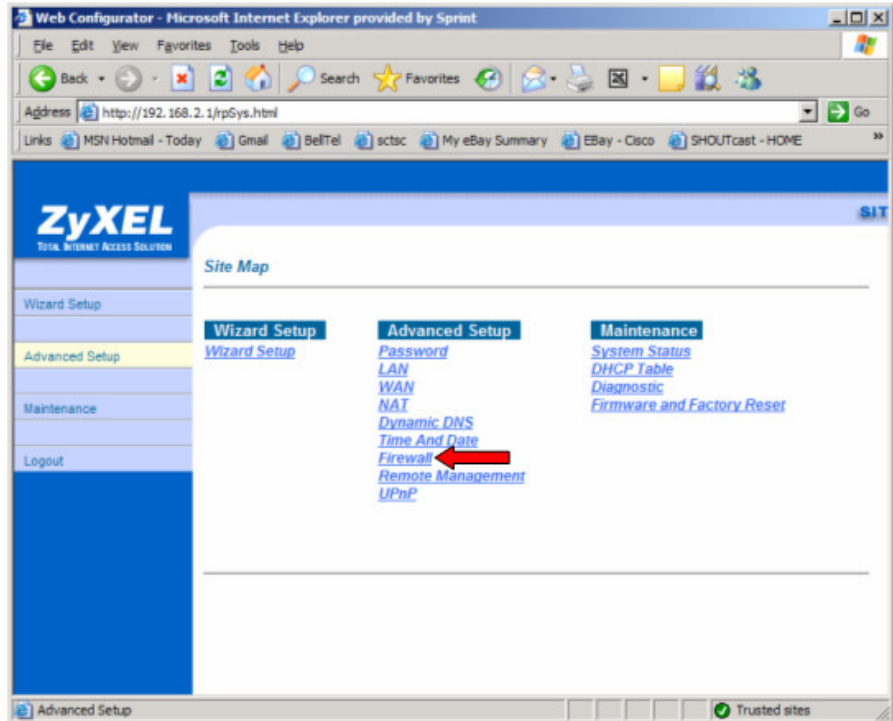 Web Configurator - Microsoft Internet Explorer provided by Sprint
File Edit View Favorites Tools Help
Back Search Favorites
Address http://192.168.2.1/rpSys.html Go
Links MSN Hotmail - Today Gmail BellTel sctsc My eBay Summary EBay - Cisco SHOUTcast - HOME »
ZyXEL
TOTAL INTERNET ACCESS SOLUTION
SIT
Site Map
Wizard Setup
Advanced Setup
Maintenance
Logout
Wizard Setup
Wizard Setup
Advanced Setup
Password
LAN
WAN
NAT
Dynamic DNS
Time And Date
Firewall
Remote Management
UPnP
Maintenance
System Status
DHCP Table
Diagnostic
Firmware and Factory Reset
Advanced Setup Trusted sites